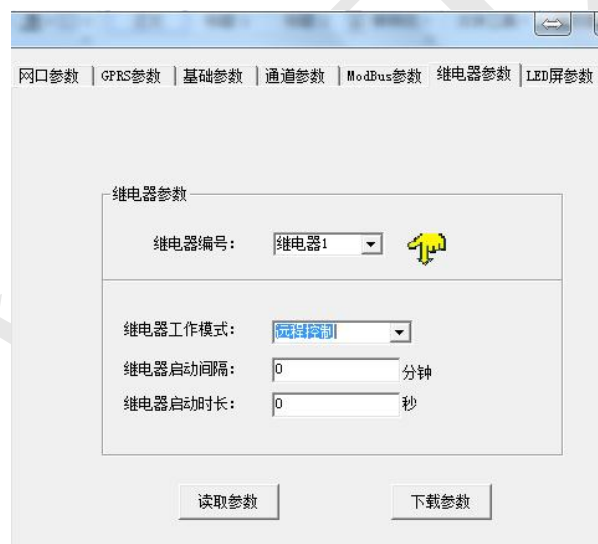 网口参数 GPRS参数 基础参数 通道参数 ModBus参数 继电器参数 LED屏参数
继电器参数
继电器编号： 继电器1
继电器工作模式： 远程控制
继电器启动间隔： 0 分钟
继电器启动时长： 0 秒
读取参数 下载参数